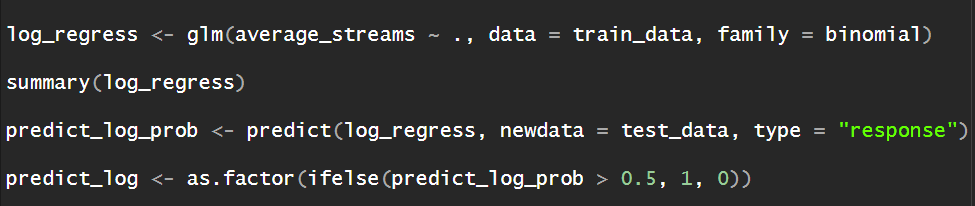 log_regress <- glm(average_streams ~ ., data = train_data, family = binomial)
summary(log_regress)
predict_log_prob <- predict(log_regress, newdata = test_data, type = "response")
predict_log <- as.factor(ifelse(predict_log_prob > 0.5, 1, 0))